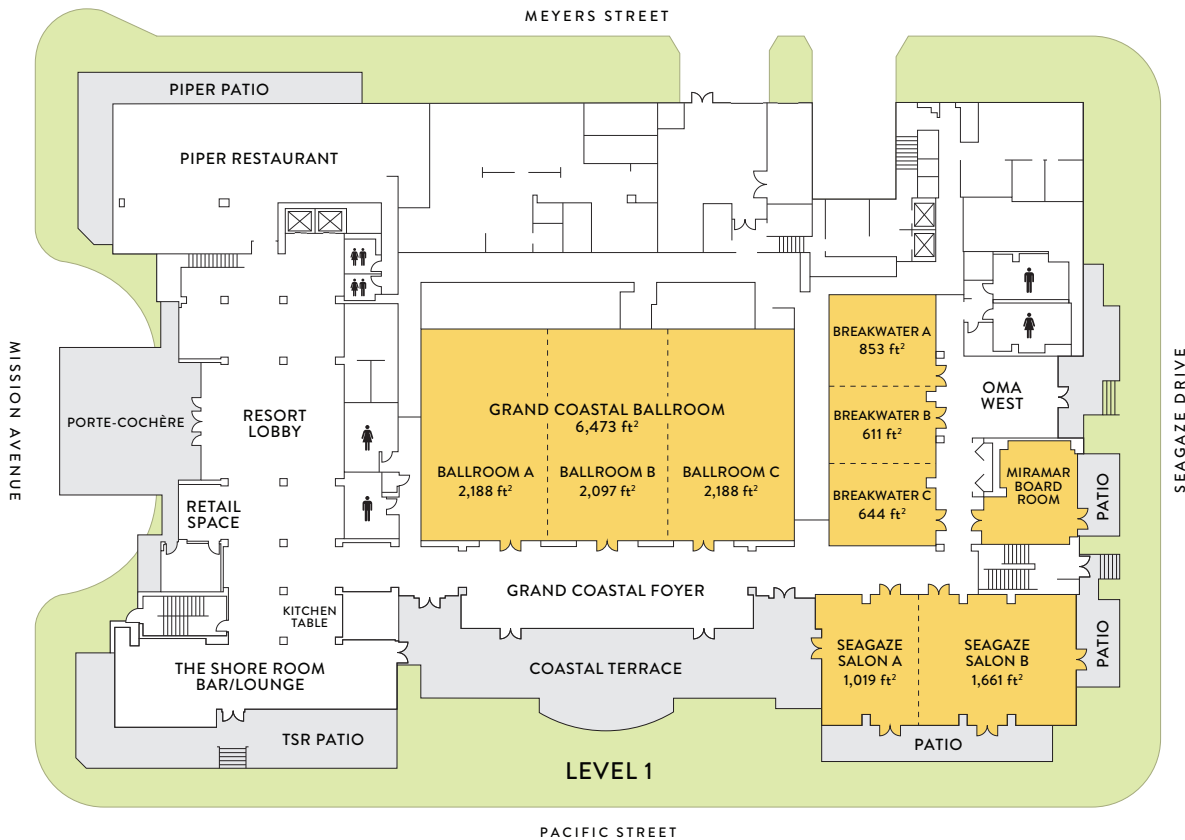 MEYERS STREET
PIPER PATIO
PIPER RESTAURANT
MISSION AVENUE
PORTE-COCHÈRE
RESORT
LOBBY
RETAIL
SPACE
KITCHEN
TABLE
THE SHORE ROOM
BAR/LOUNGE
TSR PATIO
GRAND COASTAL BALLROOM
6,473 ft²
BALLROOM A
2,188 ft²
BALLROOM B
2,097 ft²
BALLROOM C
2,188 ft²
GRAND COASTAL FOYER
COASTAL TERRACE
BREAKWATER A
853 ft²
BREAKWATER B
611 ft²
BREAKWATER C
644 ft²
OMA
WEST
MIRAMAR
BOARD
ROOM
PATIO
SEAGAZE
SALON A
1,019 ft²
SEAGAZE
SALON B
1,661 ft²
PATIO
PATIO
SEAGAZE DRIVE
LEVEL 1
PACIFIC STREET